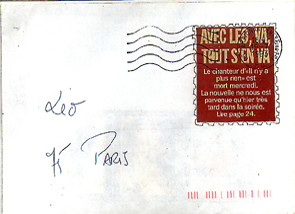 AVEC LEO, VA,
TOUT S'EN VA
Le chanteur d'«Il n'y a
plus rien» est
mort mercredi.
La nouvelle ne nous est
parvenue qu'hier très
tard dans la soirée.
Lire page 24.
Léo
75 PARIS